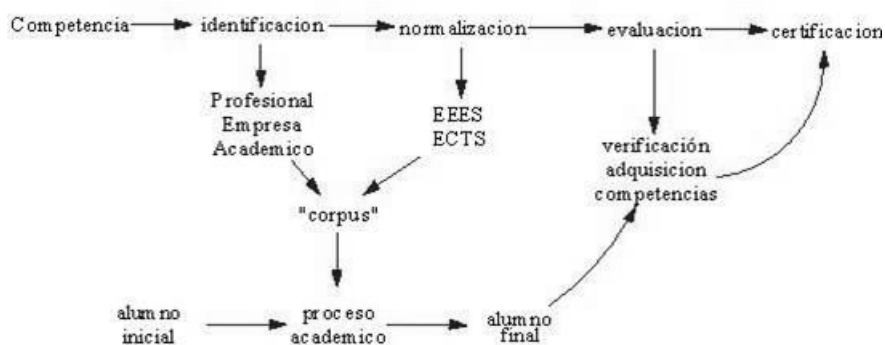 Competencia identificacion normalizacion evaluacion certificacion
Profesional
Empresa
Academico
EEES
ECTS
verificación
adquisicion
competencias
"corpus"
alumno
inicial
proceso
academico
alumno
final